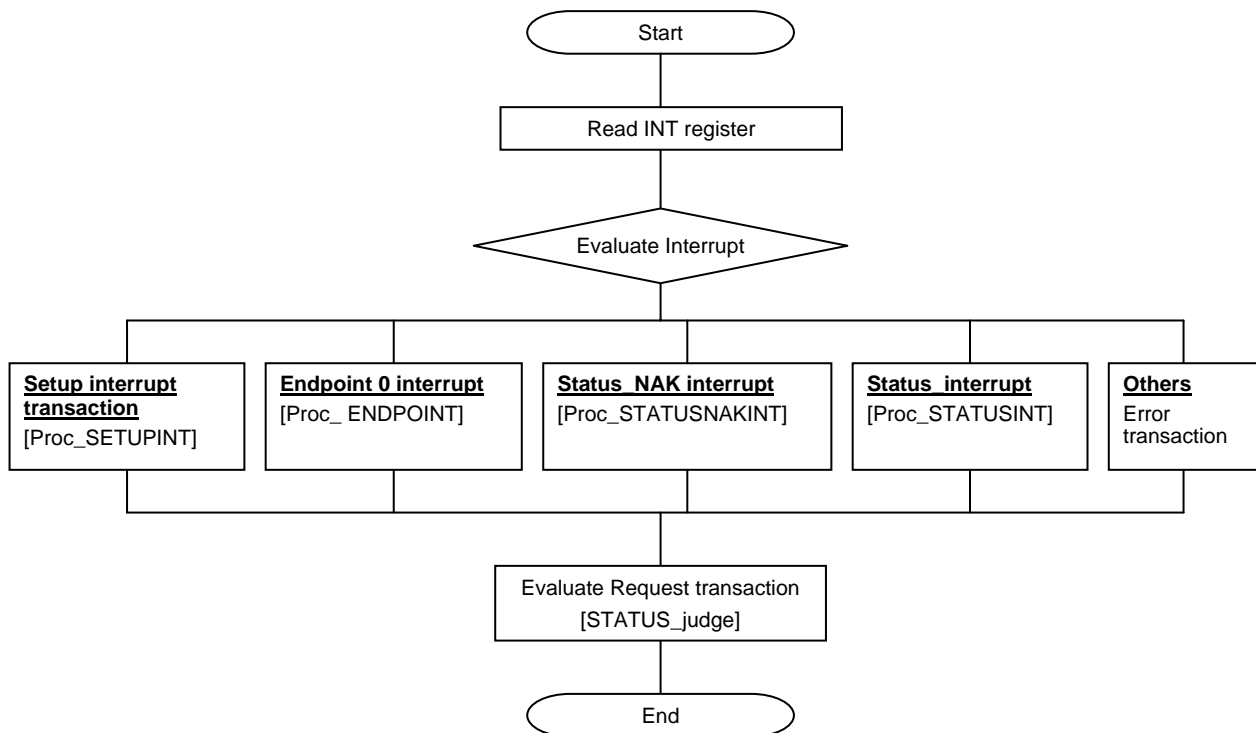 Start
Read INT register
Evaluate Interrupt
Setup interrupt
transaction
[Proc_SETUPINT]
Endpoint 0 interrupt
[Proc_ ENDPOINT]
Status_NAK interrupt
[Proc_STATUSNAKINT]
Status_interrupt
[Proc_STATUSINT]
Others
Error
transaction
Evaluate Request transaction
[STATUS_judge]
End